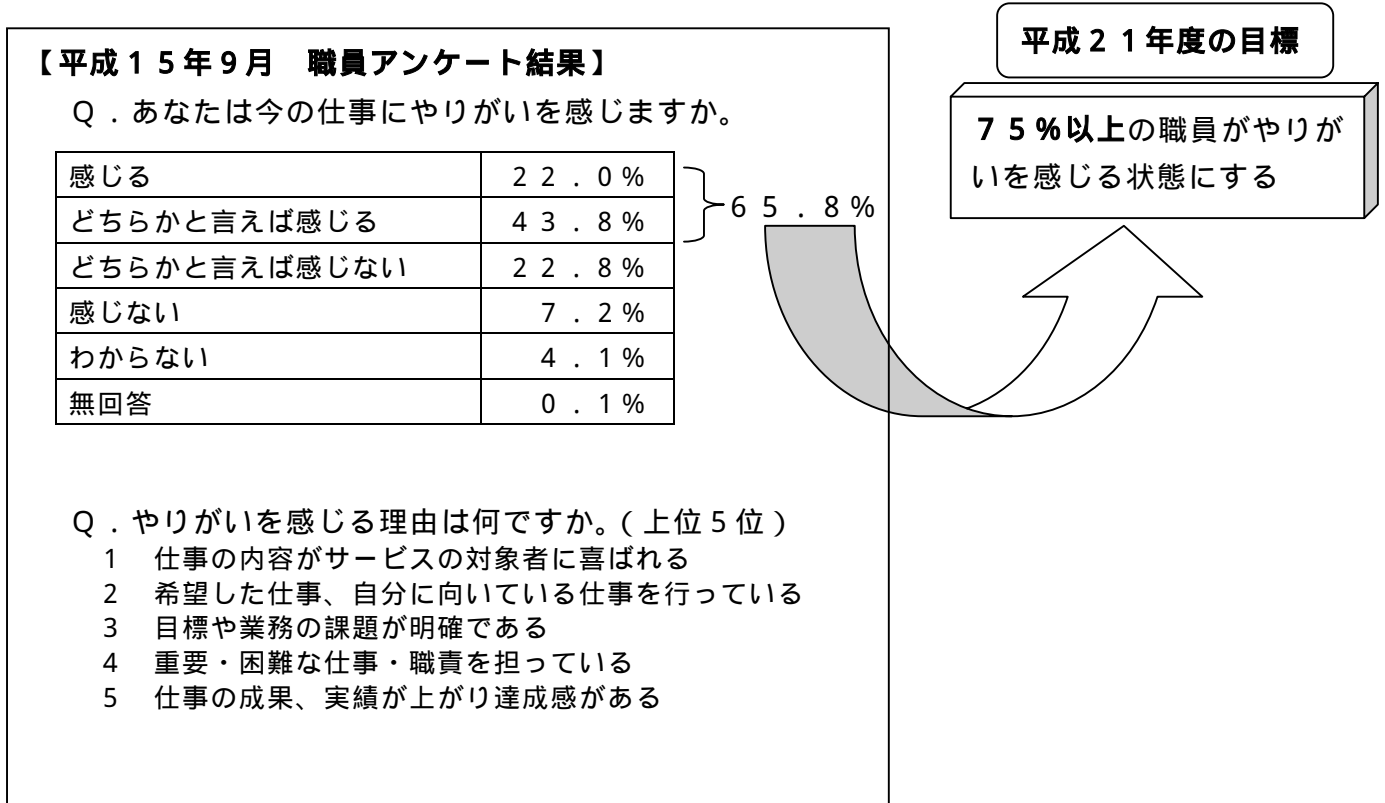 平成２１年度の目標
７５％以上の職員がやりが
いを感じる状態にする
【平成１５年９月　職員アンケート結果】
Ｑ．あなたは今の仕事にやりがいを感じますか。
感じる　２２．０％
どちらかと言えば感じる　４３．８％
６５．８％
どちらかと言えば感じない　２２．８％
感じない　７．２％
わからない　４．１％
無回答　０．１％
Ｑ．やりがいを感じる理由は何ですか。（上位５位）
1　仕事の内容がサービスの対象者に喜ばれる
2　希望した仕事、自分に向いている仕事を行っている
3　目標や業務の課題が明確である
4　重要・困難な仕事・職責を担っている
5　仕事の成果、実績が上がり達成感がある